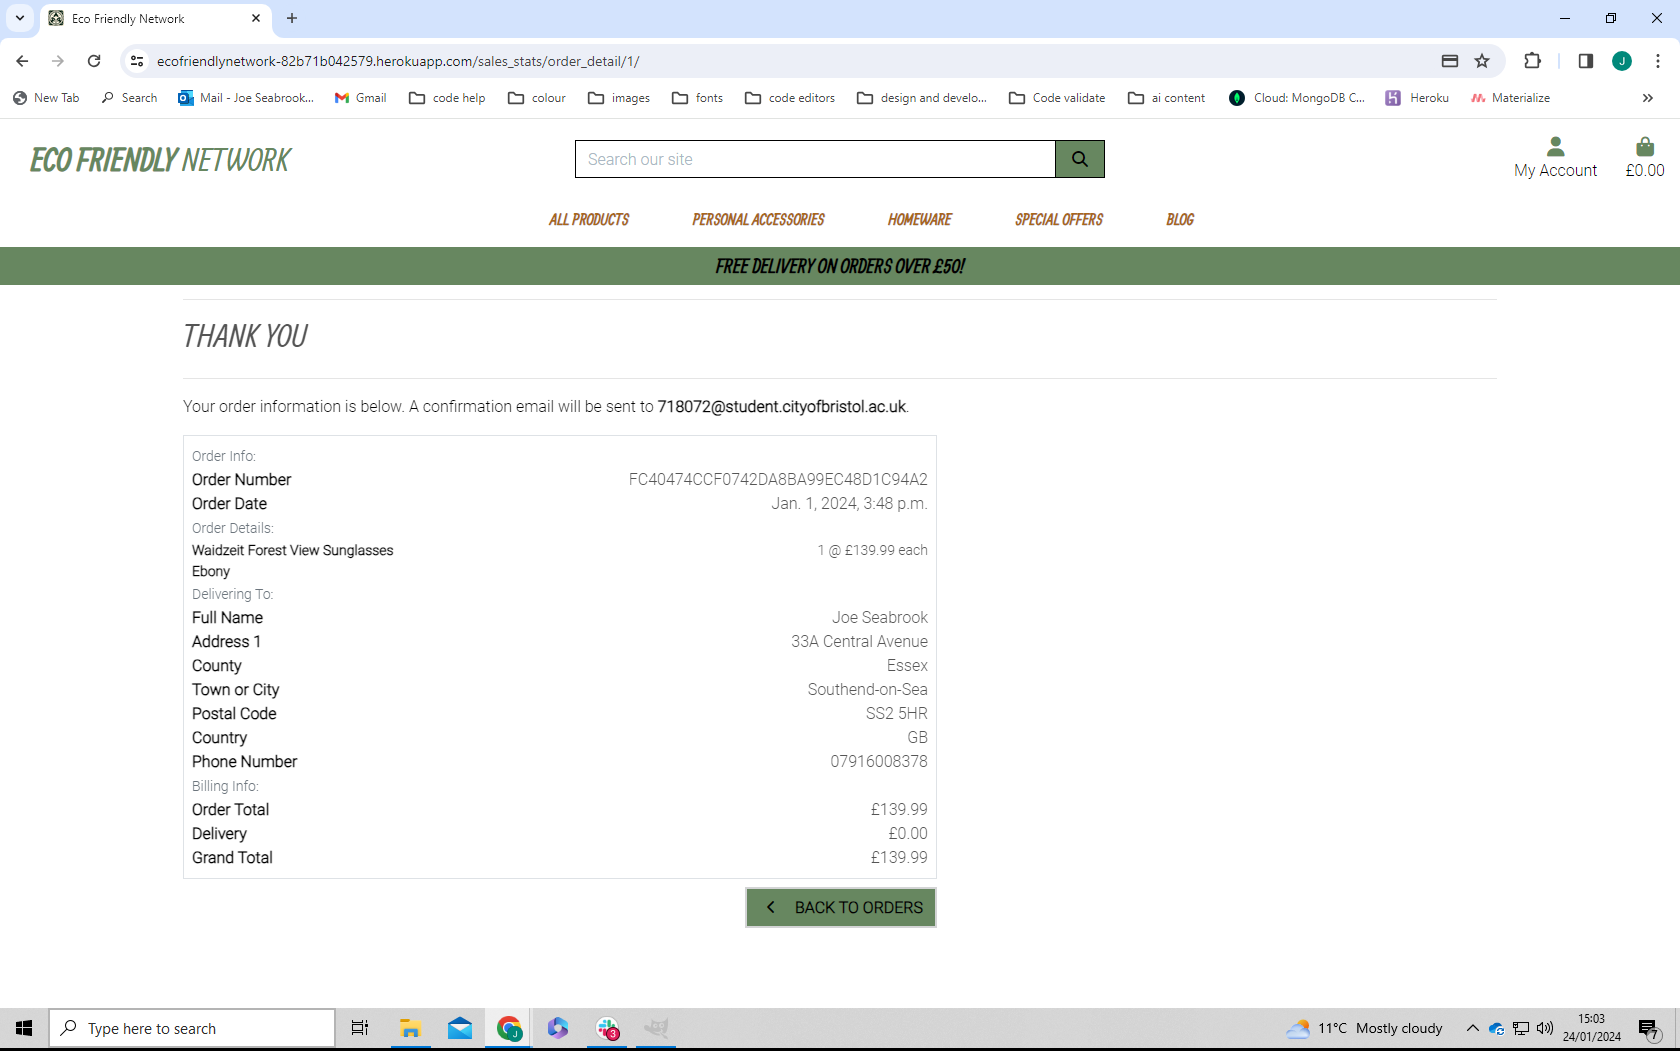 Eco Friendly Network
ecofriendlynetwork-82b71b042579.herokuapp.com/sales_stats/order_detail/1/
J
New Tab Search Mail - Joe Seabrook... Gmail code help colour images fonts code editors design and develo... Code validate ai content Cloud: MongoDB C... Heroku Materialize
ECO FRIENDLY NETWORK
Search our site
My Account £0.00
ALL PRODUCTS PERSONAL ACCESSORIES HOMEWARE SPECIAL OFFERS BLOG
FREE DELIVERY ON ORDERS OVER £50!
THANK YOU
Your order information is below. A confirmation email will be sent to 718072@student.cityofbristol.ac.uk.
Order Info:
Order Number FC40474CCF0742DA8BA99EC48D1C94A2
Order Date Jan. 1, 2024, 3:48 p.m.
Order Details:
Waidzeit Forest View Sunglasses 1 @ £139.99 each
Ebony
Delivering To:
Full Name Joe Seabrook
Address 1 33A Central Avenue
County Essex
Town or City Southend-on-Sea
Postal Code SS2 5HR
Country GB
Phone Number 07916008378
Billing Info:
Order Total £139.99
Delivery £0.00
Grand Total £139.99
BACK TO ORDERS
Type here to search
J
3
11°C Mostly cloudy
15:03
24/01/2024
7